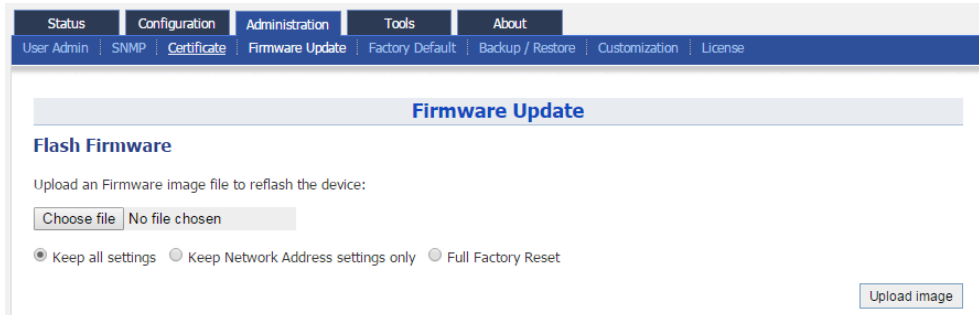 Status Configuration Administration Tools About
User Admin SNMP Certificate Firmware Update Factory Default Backup / Restore Customization License
Firmware Update
Flash Firmware
Upload an Firmware image file to reflash the device:
Choose file No file chosen
Keep all settings Keep Network Address settings only Full Factory Reset
Upload image